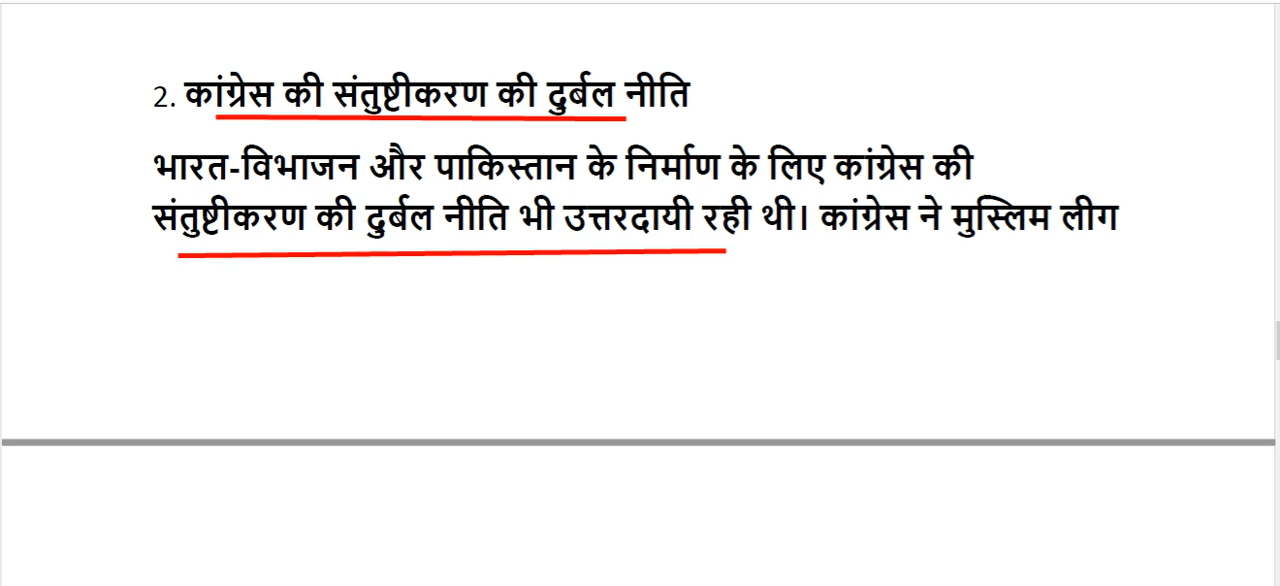 2. कांग्रेस की संतुष्टीकरण की दुर्बल नीति
भारत-विभाजन और पाकिस्तान के निर्माण के लिए कांग्रेस की
संतुष्टीकरण की दुर्बल नीति भी उत्तरदायी रही थी। कांग्रेस ने मुस्लिम लीग